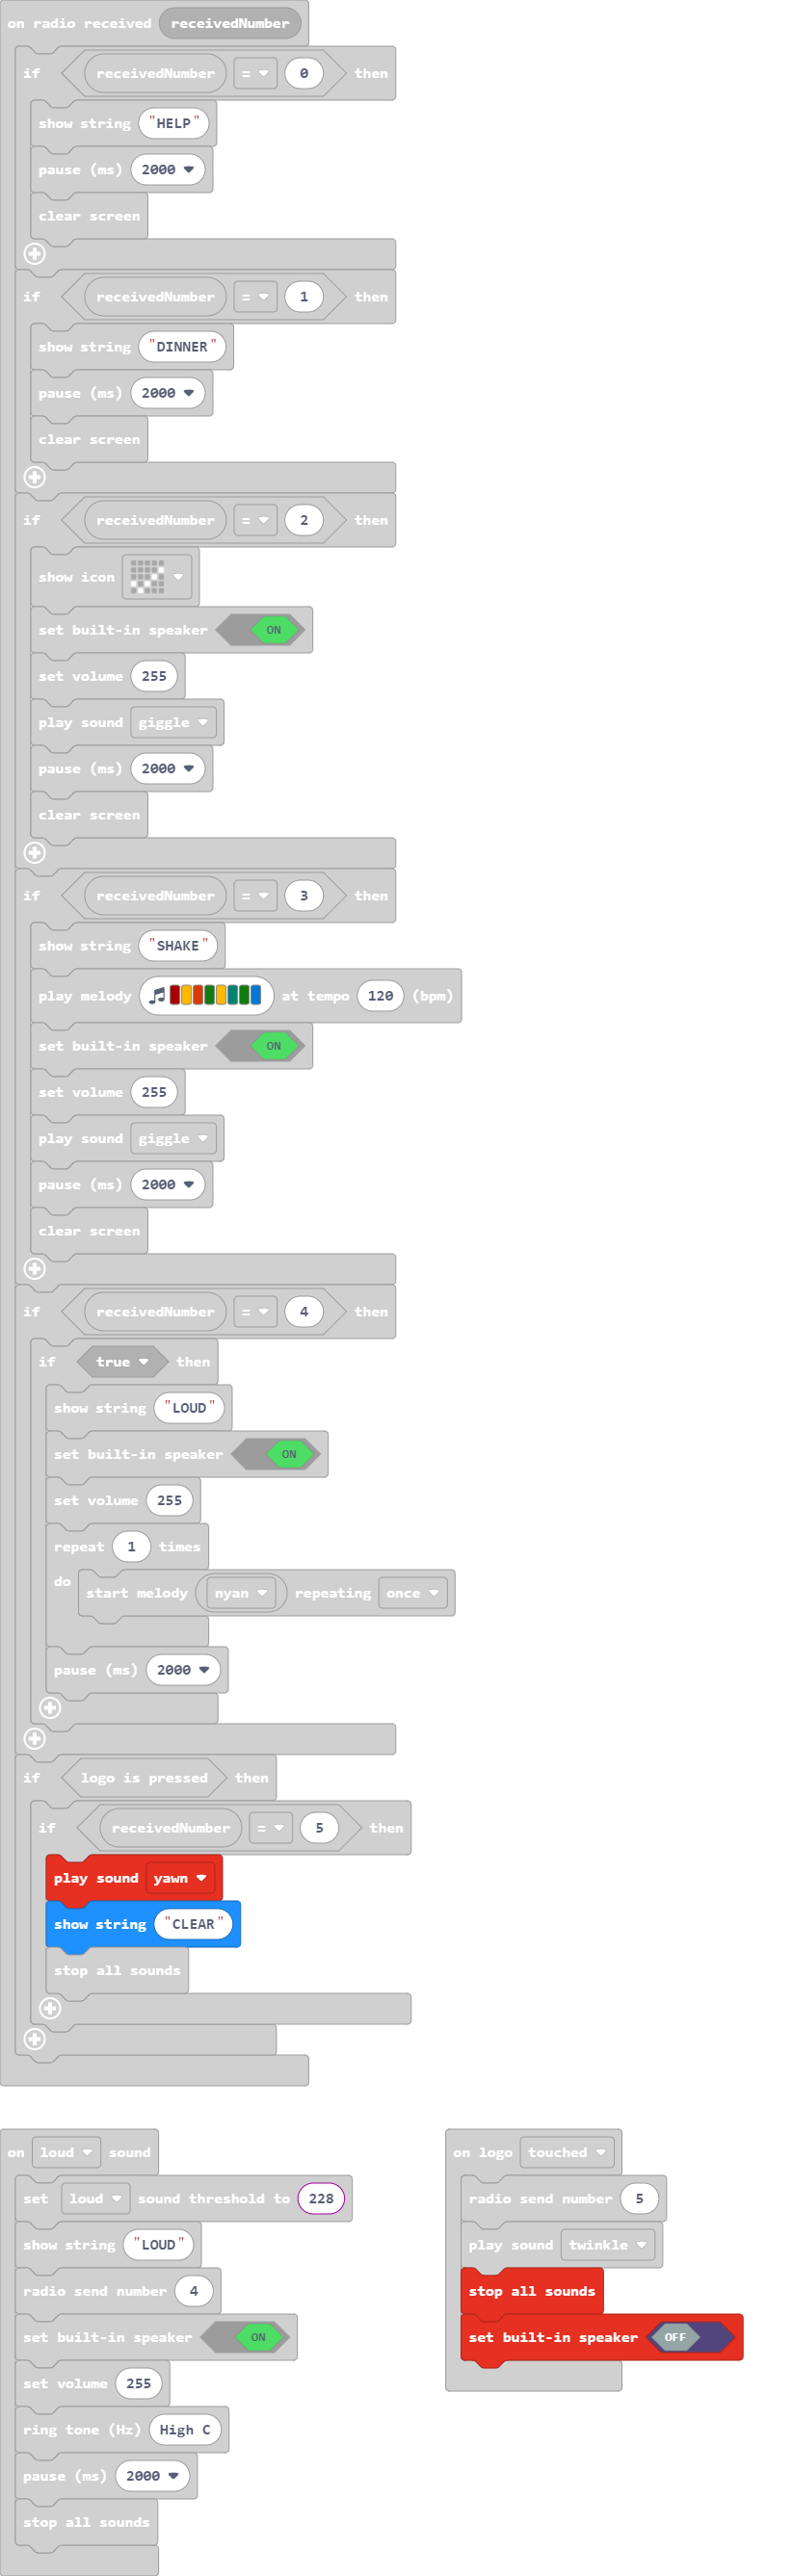 on radio received receivedNumber
if receivedNumber = 0 then
show string "HELP"
pause (ms) 2000
clear screen
if receivedNumber = 1 then
show string "DINNER"
pause (ms) 2000
clear screen
if receivedNumber = 2 then
show icon
set built-in speaker ON
set volume 255
play sound giggle
pause (ms) 2000
clear screen
if receivedNumber = 3 then
show string "SHAKE"
play melody at tempo 120 (bpm)
set built-in speaker ON
set volume 255
play sound giggle
pause (ms) 2000
clear screen
if receivedNumber = 4 then
if true then
show string "LOUD"
set built-in speaker ON
set volume 255
repeat 1 times
do start melody nyan repeating once
pause (ms) 2000
if logo is pressed then
if receivedNumber = 5 then
play sound yawn
show string "CLEAR"
stop all sounds
on loud sound
set loud sound threshold to 228
show string "LOUD"
radio send number 4
set built-in speaker ON
set volume 255
ring tone (Hz) High C
pause (ms) 2000
stop all sounds
on logo touched
radio send number 5
play sound twinkle
stop all sounds
set built-in speaker OFF